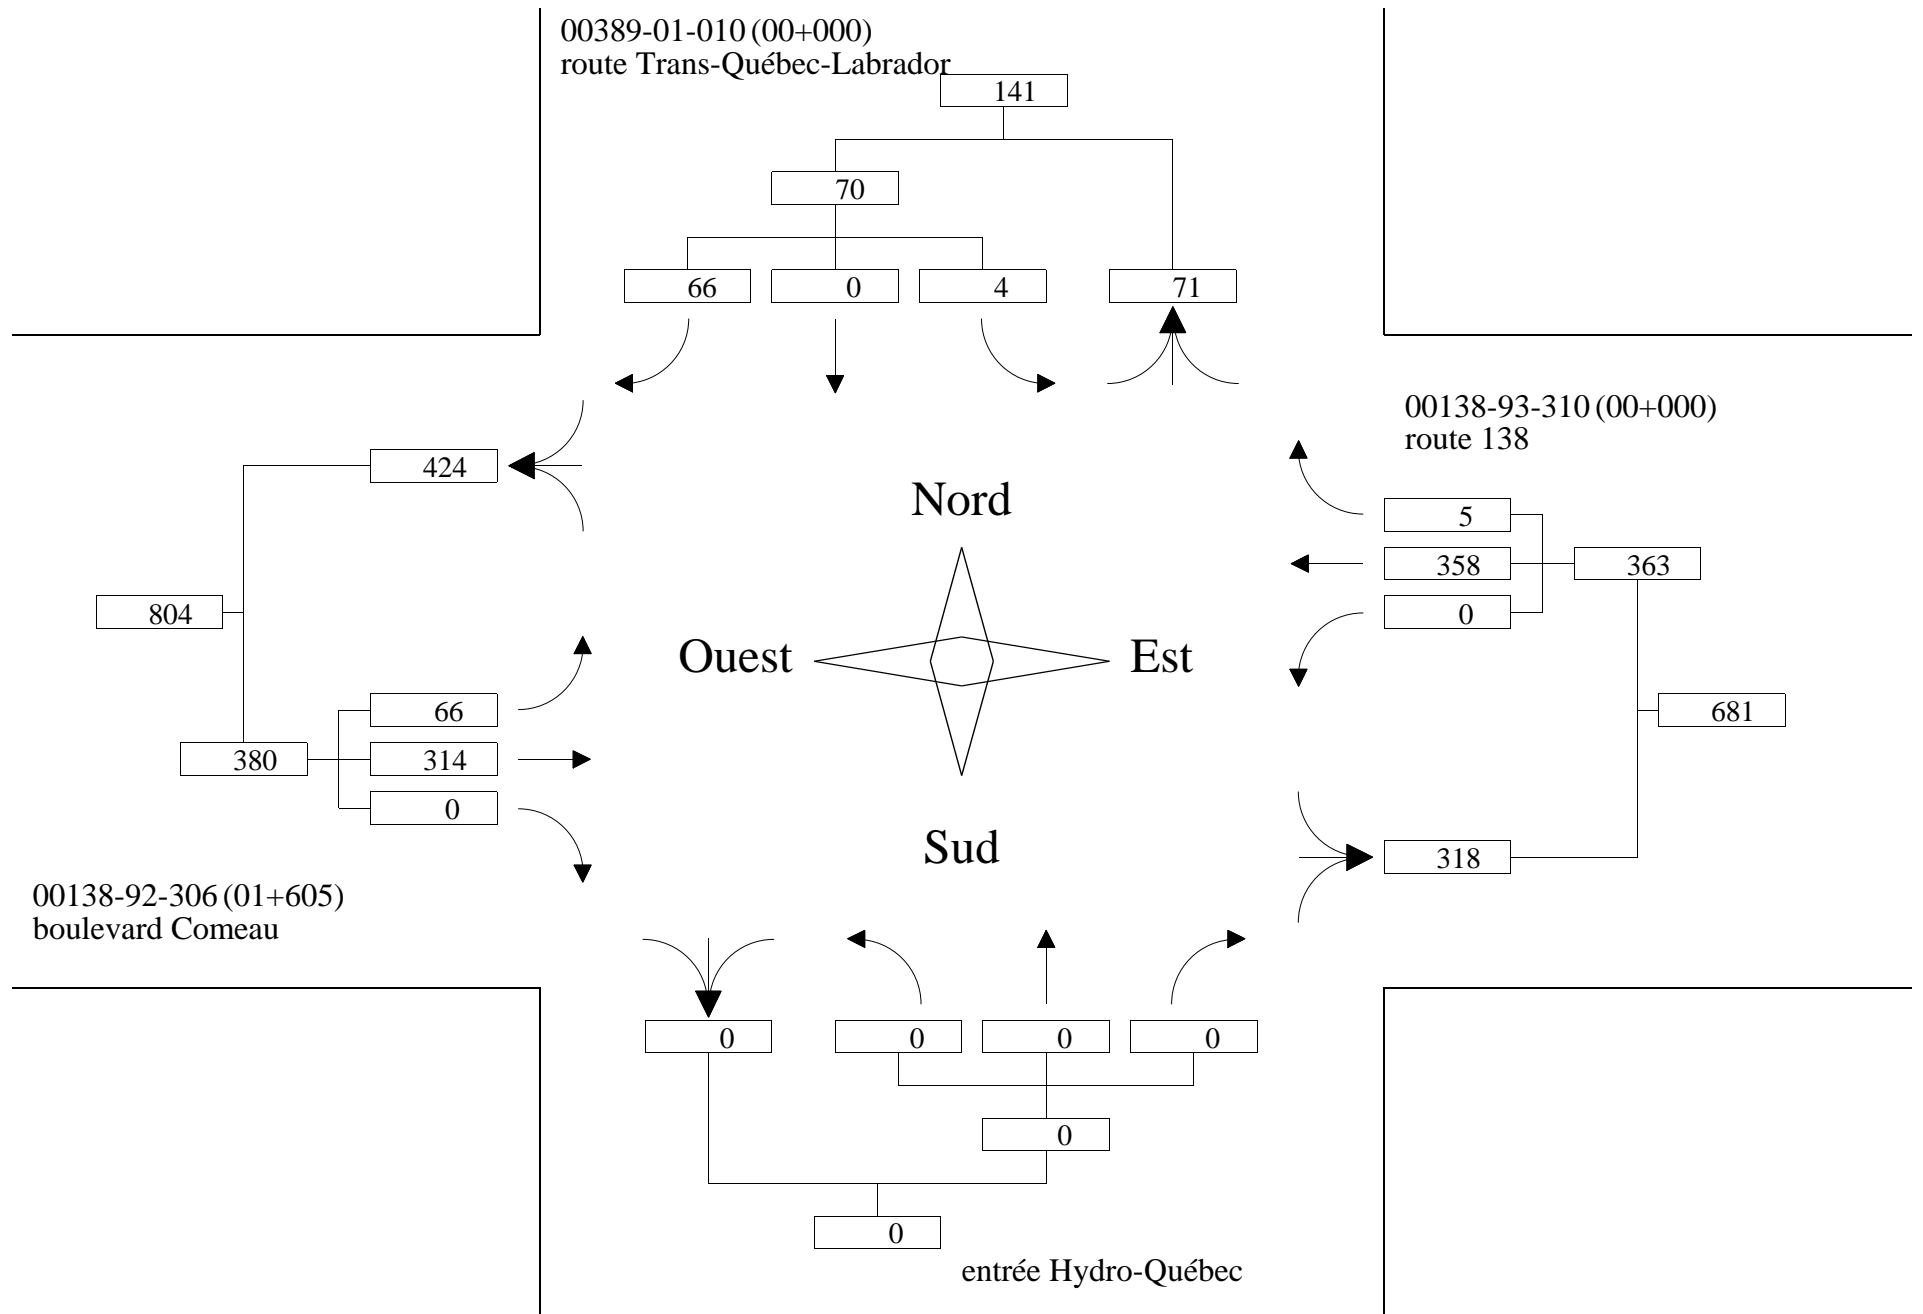 00389-01-010 (00+000)
route Trans-Québec-Labrador
141
70
66 0 4 71
00138-93-310 (00+000)
route 138
424
Nord
5
358 363
0
804
Ouest Est
66
681
380 314
0
Sud
318
00138-92-306 (01+605)
boulevard Comeau
0 0 0 0
0
0
entrée Hydro-Québec